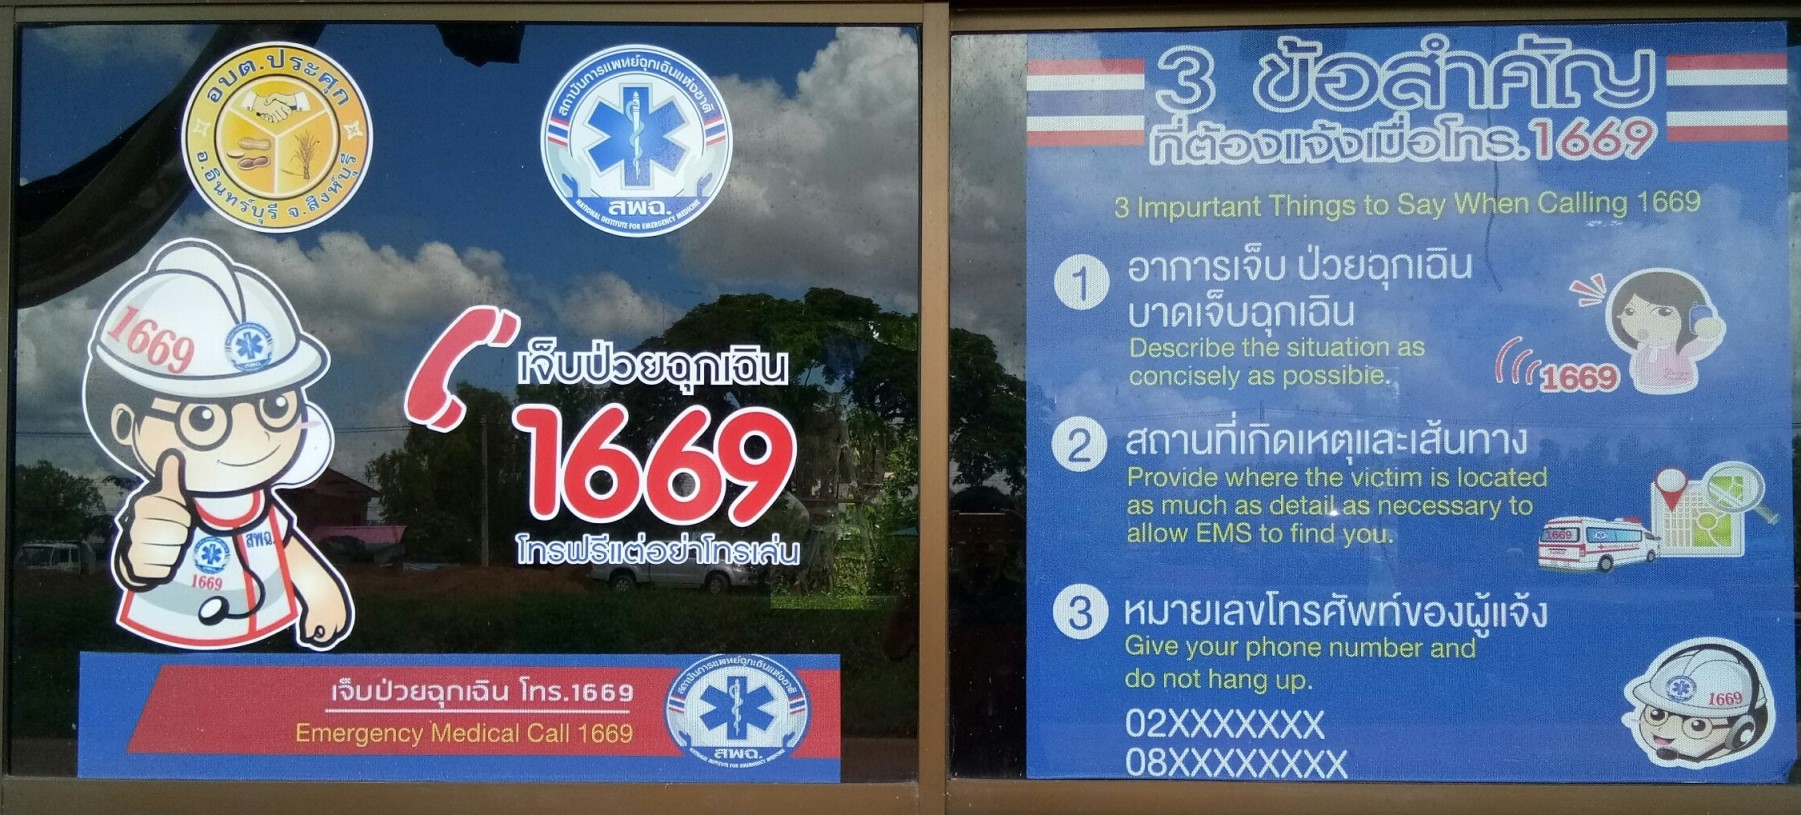 อบต.ประศุก
อ.อินทร์บุรี จ.สิงห์บุรี
สถาบันการแพทย์ฉุกเฉินแห่งชาติ
สพฉ.
NATIONAL INSTITUTE FOR EMERGENCY MEDICINE
1669
เจ็บป่วยฉุกเฉิน
1669
โทรฟรีแต่อย่าโทรเล่น
สพฉ.
1669
เจ็บป่วยฉุกเฉิน โทร.1669
Emergency Medical Call 1669
สถาบันการแพทย์ฉุกเฉินแห่งชาติ
สพฉ.
NATIONAL INSTITUTE FOR EMERGENCY MEDICINE
3 ข้อสำคัญ
ที่ต้องแจ้งเมื่อโทร.1669
3 Impurtant Things to Say When Calling 1669
1 อาการเจ็บ ป่วยฉุกเฉิน
บาดเจ็บฉุกเฉิน
Describe the situation as
concisely as possibie.
1669
2 สถานที่เกิดเหตุและเส้นทาง
Provide where the victim is located
as much as detail as necessary to
allow EMS to find you.
1669
3 หมายเลขโทรศัพท์ของผู้แจ้ง
Give your phone number and
do not hang up.
02XXXXXXX
08XXXXXXXX
1669